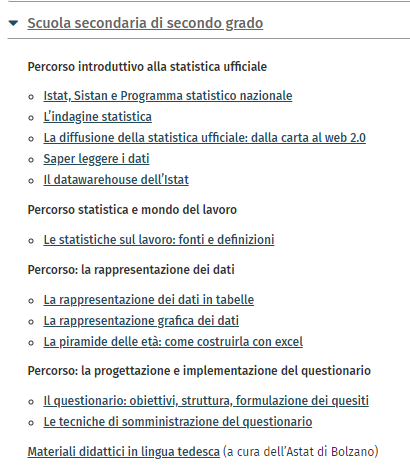 Scuola secondaria di secondo grado
Percorso introduttivo alla statistica ufficiale
Istat, Sistan e Programma statistico nazionale
L'indagine statistica
La diffusione della statistica ufficiale: dalla carta al web 2.0
Saper leggere i dati
Il datawarehouse dell'Istat
Percorso statistica e mondo del lavoro
Le statistiche sul lavoro: fonti e definizioni
Percorso: la rappresentazione dei dati
La rappresentazione dei dati in tabelle
La rappresentazione grafica dei dati
La piramide delle età: come costruirla con excel
Percorso: la progettazione e implementazione del questionario
Il questionario: obiettivi, struttura, formulazione dei quesiti
Le tecniche di somministrazione del questionario
Materiali didattici in lingua tedesca (a cura dell'Astat di Bolzano)